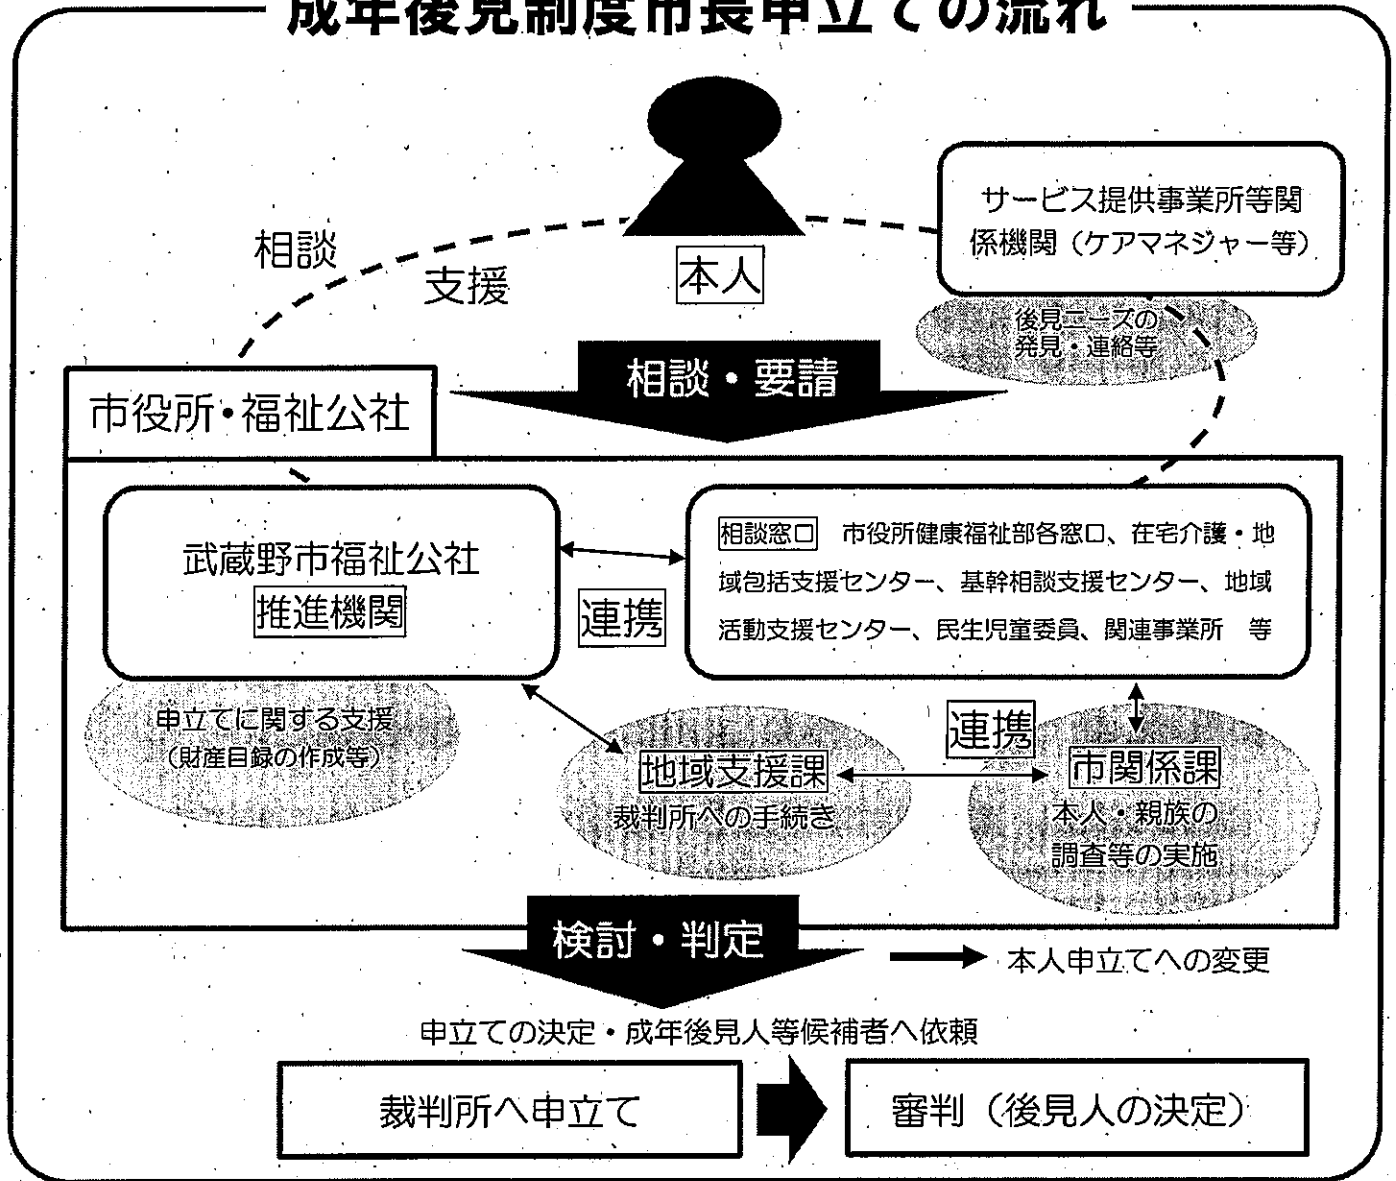 成年後見制度市長申立ての流れ
本人
相談
支援
サービス提供事業所等関
係機関（ケアマネジャー等）
後見ニーズの
発見・連絡等
相談・要請
市役所・福祉公社
武蔵野市福祉公社
推進機関
連携
相談窓口　市役所健康福祉部各窓口、在宅介護・地
域包括支援センター、基幹相談支援センター、地域
活動支援センター、民生児童委員、関連事業所　等
申立てに関する支援
（財産目録の作成等）
地域支援課
裁判所への手続き
連携
市関係課
本人・親族の
調査等の実施
検討・判定
本人申立てへの変更
申立ての決定・成年後見人等候補者へ依頼
裁判所へ申立て
審判（後見人の決定）